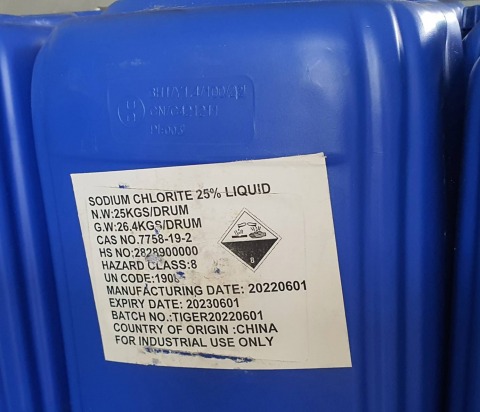 SODIUM CHLORITE 25% LIQUID
N.W:25KGS/DRUM
G.W:26.4KGS/DRUM
CAS NO.7758-19-2
HS NO:2828900000
HAZARD CLASS:8
UN CODE:1908
MANUFACTURING DATE: 20220601
EXPIRY DATE: 20230601
BATCH NO.:TIGER20220601
COUNTRY OF ORIGIN :CHINA
FOR INDUSTRIAL USE ONLY
8